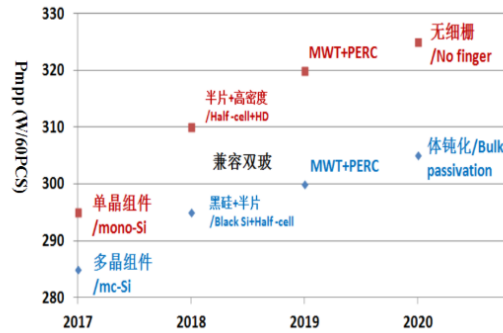 Pmpp (W/60PCS)
330
320
310
300
290
280
2017
2018
2019
2020
单晶组件
/mono-Si
多晶组件
/mc-Si
半片+高密度
/Half -cell+HD
兼容双玻
黑硅+半片
/Black Si+Half-cell
MWT+PERC
MWT+PERC
无细栅
/No finger
体钝化/Bulk
passivation